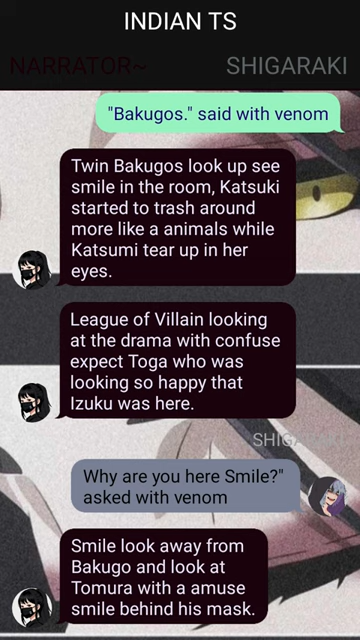 INDIAN TS
NARRATOR~
SHIGARAKI
"Bakugos." said with venom
Twin Bakugos look up see
smile in the room, Katsuki
started to trash around
more like a animals while
Katsumi tear up in her
eyes.
League of Villain looking
at the drama with confuse
expect Toga who was
looking so happy that
Izuku was here.
Why are you here Smile?"
asked with venom
Smile look away from
Bakugo and look at
Tomura with a amuse
smile behind his mask.